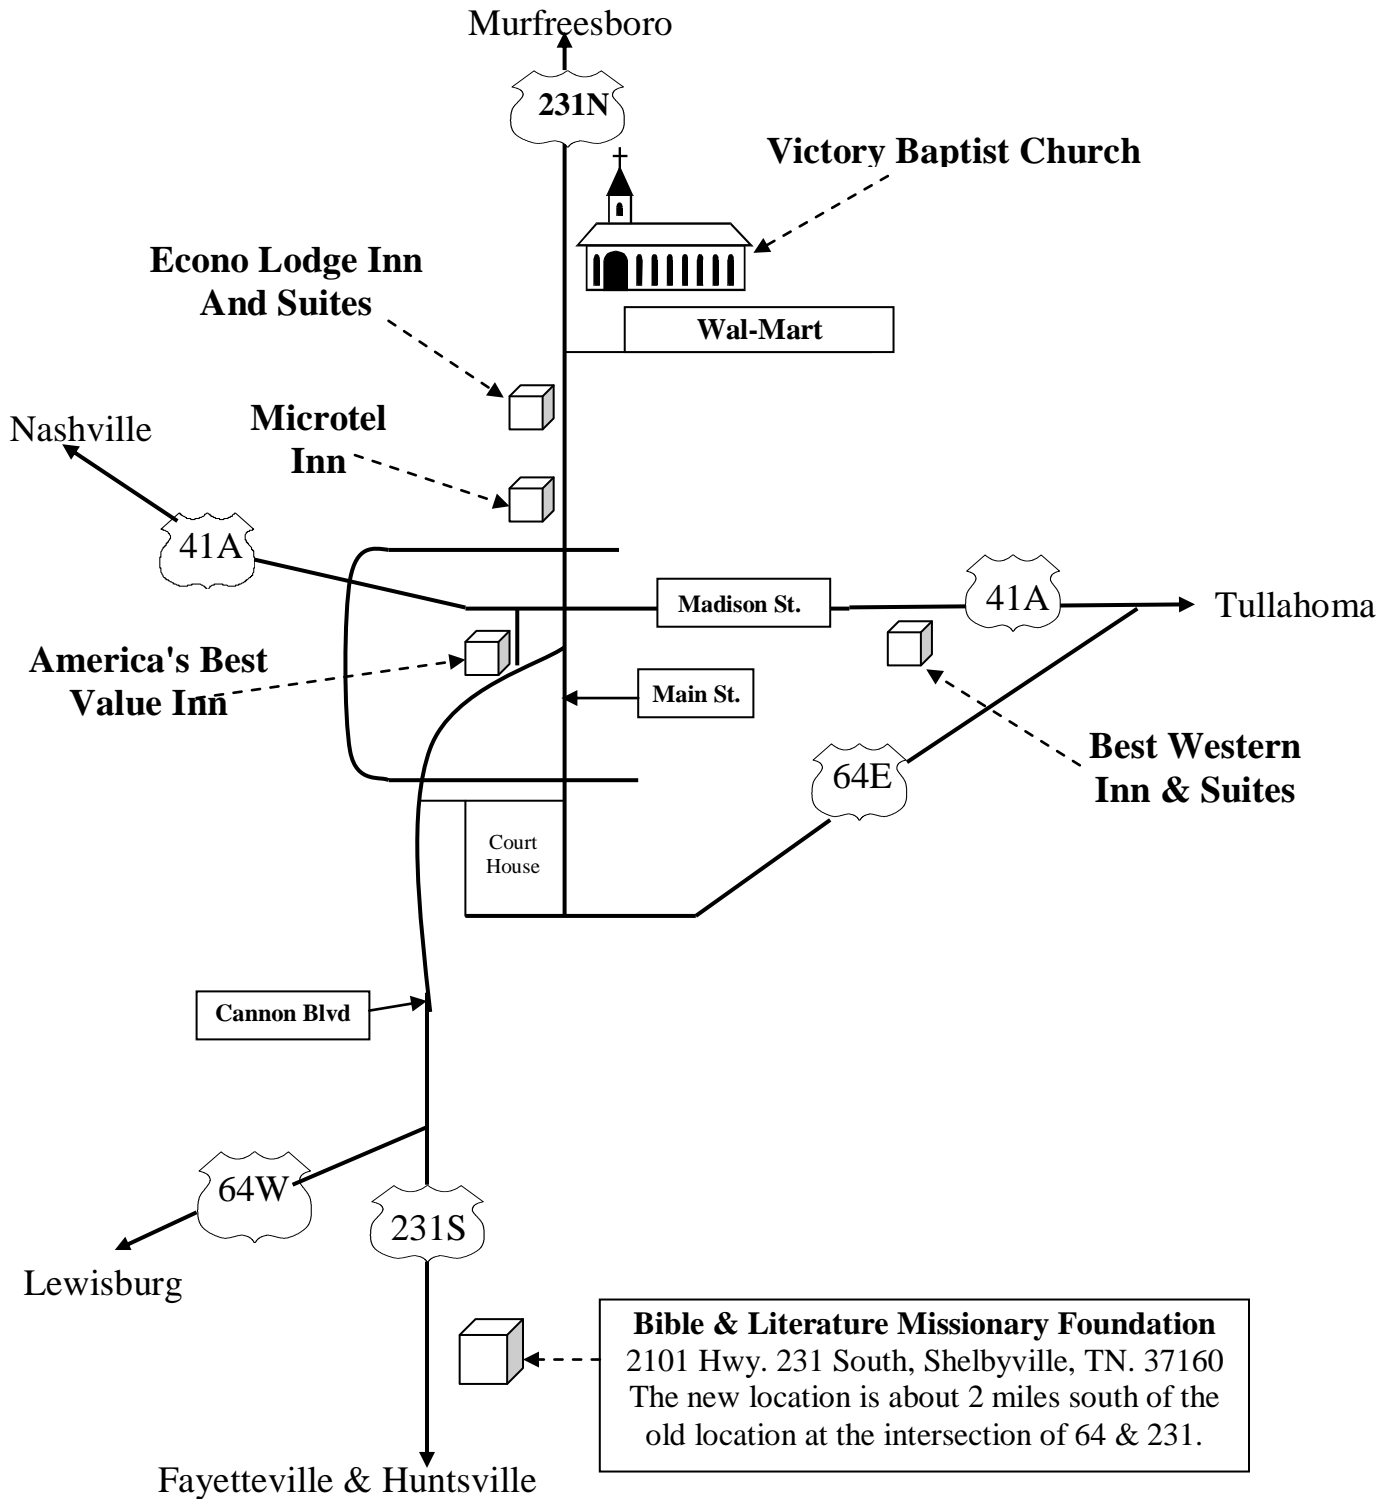 Murfreesboro
231N
Victory Baptist Church
Econo Lodge Inn
And Suites
Wal-Mart
Nashville
Microtel
Inn
41A
Madison St.
41A
Tullahoma
America's Best
Value Inn
Main St.
Best Western
Inn & Suites
64E
Court
House
Cannon Blvd
64W
231S
Lewisburg
Bible & Literature Missionary Foundation
2101 Hwy. 231 South, Shelbyville, TN. 37160
The new location is about 2 miles south of the
old location at the intersection of 64 & 231.
Fayetteville & Huntsville